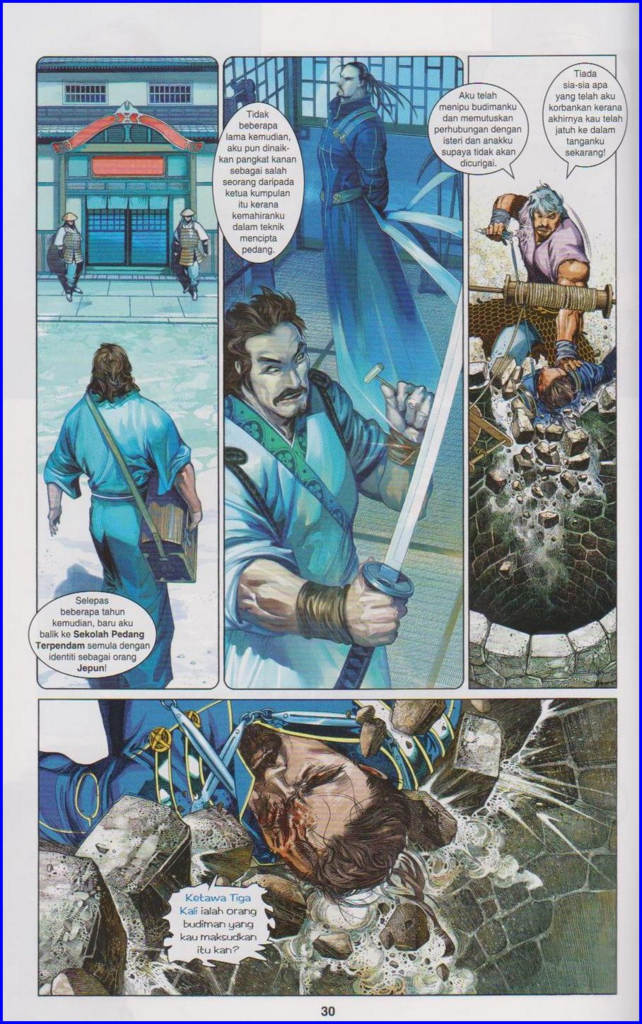 Selepas
beberapa tahun
kemudian, baru aku
balik ke Sekolah Pedang
Terpendam semula dengan
identiti sebagai orang
Jepun!
Tidak
beberapa
lama kemudian,
aku pun dinaik-
kan pangkat kanan
sebagai salah
seorang daripada
ketua kumpulan
itu kerana
kemahiranku
dalam teknik
mencipta
pedang.
Aku telah
menipu budimanku
dan memutuskan
perhubungan dengan
isteri dan anakku
supaya tidak akan
dicurigai.
Tiada
sia-sia apa
yang telah aku
korbankan kerana
akhirnya kau telah
jatuh ke dalam
tanganku
sekarang!
Ketawa Tiga
Kali ialah orang
budiman yang
kau maksudkan
itu kan?
30